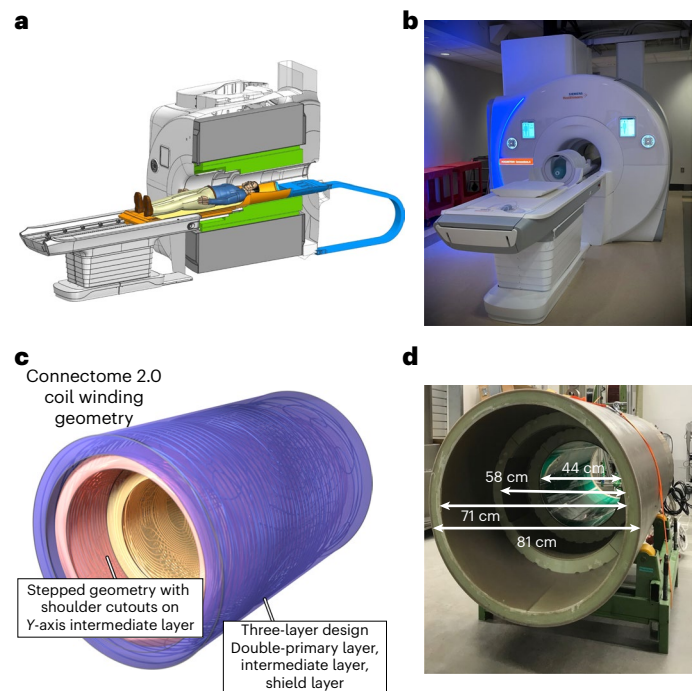 a
b
c
Connectome 2.0
coil winding
geometry
Stepped geometry with
shoulder cutouts on
Y-axis intermediate layer
Three-layer design
Double-primary layer,
intermediate layer,
shield layer
d
44 cm
58 cm
71 cm
81 cm